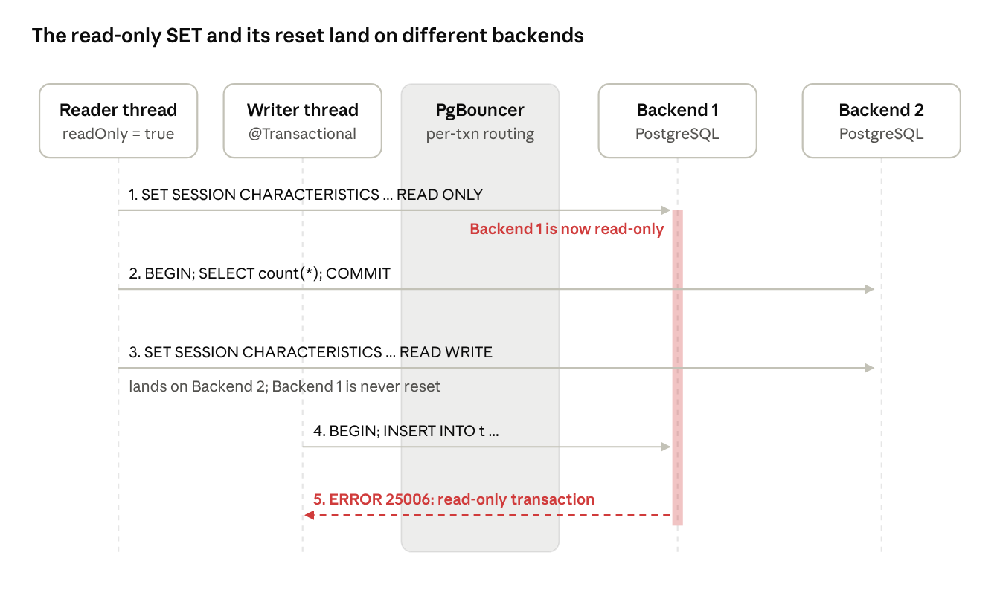 The read-only SET and its reset land on different backends
Reader thread
readOnly = true
Writer thread
@Transactional
PgBouncer
per-txn routing
Backend 1
PostgreSQL
Backend 2
PostgreSQL
1. SET SESSION CHARACTERISTICS ... READ ONLY
Backend 1 is now read-only
2. BEGIN; SELECT count(*); COMMIT
3. SET SESSION CHARACTERISTICS ... READ WRITE
lands on Backend 2; Backend 1 is never reset
4. BEGIN; INSERT INTO t ...
5. ERROR 25006: read-only transaction